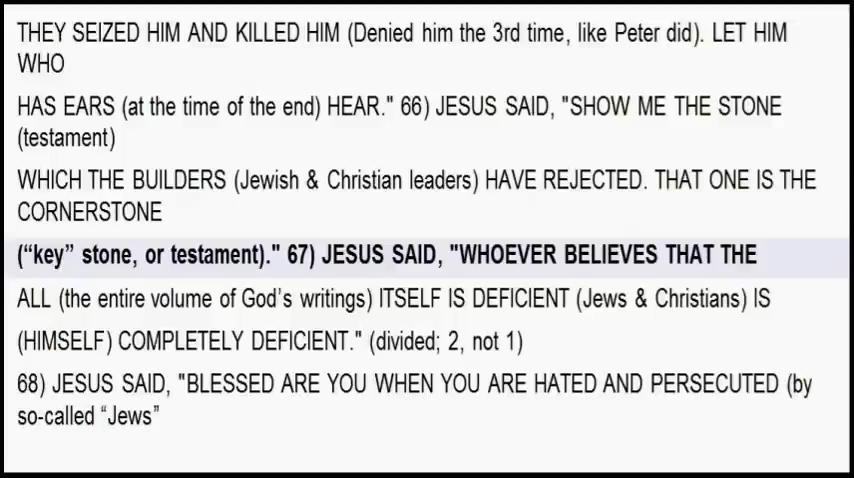 THEY SEIZED HIM AND KILLED HIM (Denied him the 3rd time, like Peter did). LET HIM
WHO
HAS EARS (at the time of the end) HEAR." 66) JESUS SAID, "SHOW ME THE STONE
(testament)
WHICH THE BUILDERS (Jewish & Christian leaders) HAVE REJECTED. THAT ONE IS THE
CORNERSTONE
(“key” stone, or testament)." 67) JESUS SAID, "WHOEVER BELIEVES THAT THE
ALL (the entire volume of God’s writings) ITSELF IS DEFICIENT (Jews & Christians) IS
(HIMSELF) COMPLETELY DEFICIENT." (divided; 2, not 1)
68) JESUS SAID, "BLESSED ARE YOU WHEN YOU ARE HATED AND PERSECUTED (by
so-called “Jews”